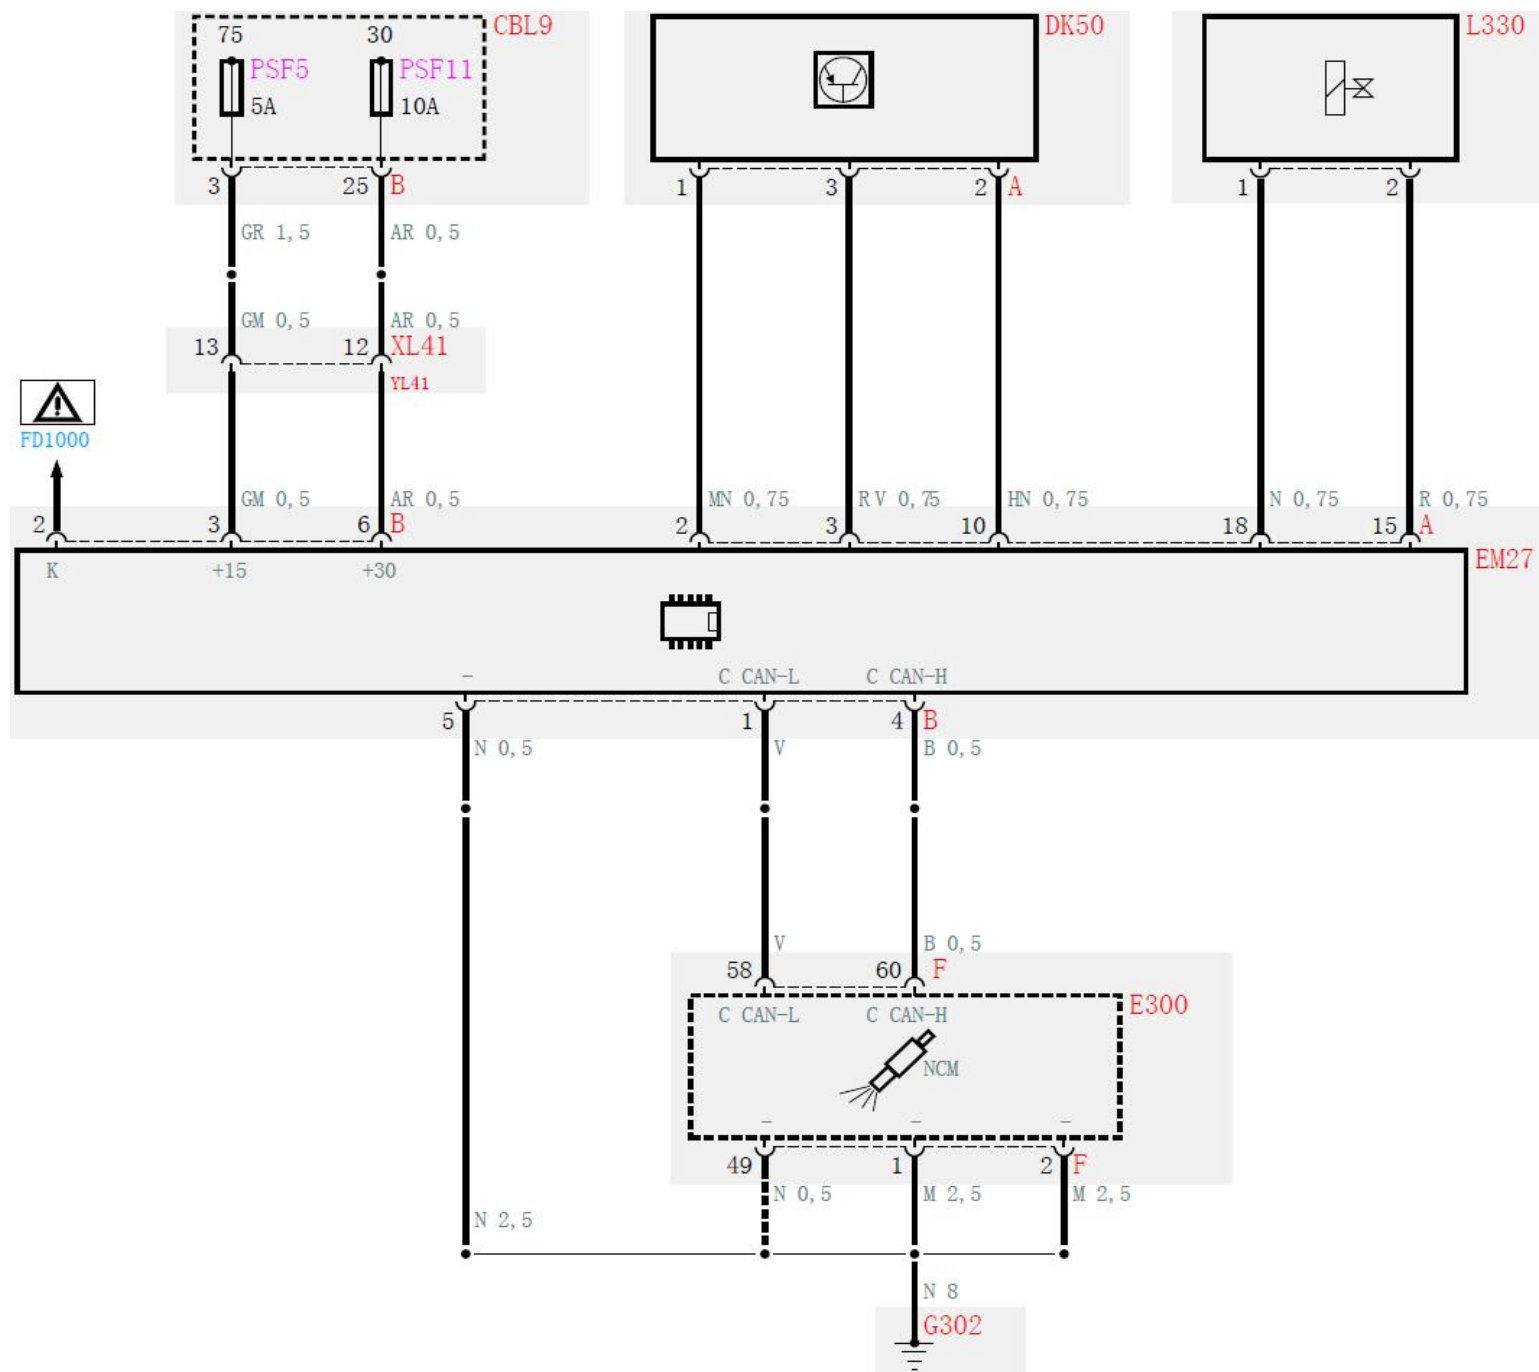 75 30 CBL9 DK50 L330
PSF5 PSF11
5A 10A
3 25 B 1 3 2 A 1 2
GR 1,5 AR 0,5
GM 0,5 AR 0,5
13 12 XL41
YL41
FD1000
GM 0,5 AR 0,5 MN 0,75 RV 0,75 HN 0,75 N 0,75 R 0,75
2 3 6 B 2 3 10 18 15 A
EM27
K +15 +30
- C CAN-L C CAN-H
5 1 4 B
N 0,5 V B 0,5
V B 0,5
58 60 F
E300
C CAN-L C CAN-H
NCM
- - -
49 1 2 F
N 0,5 M 2,5 M 2,5
N 2,5
N 8
G302